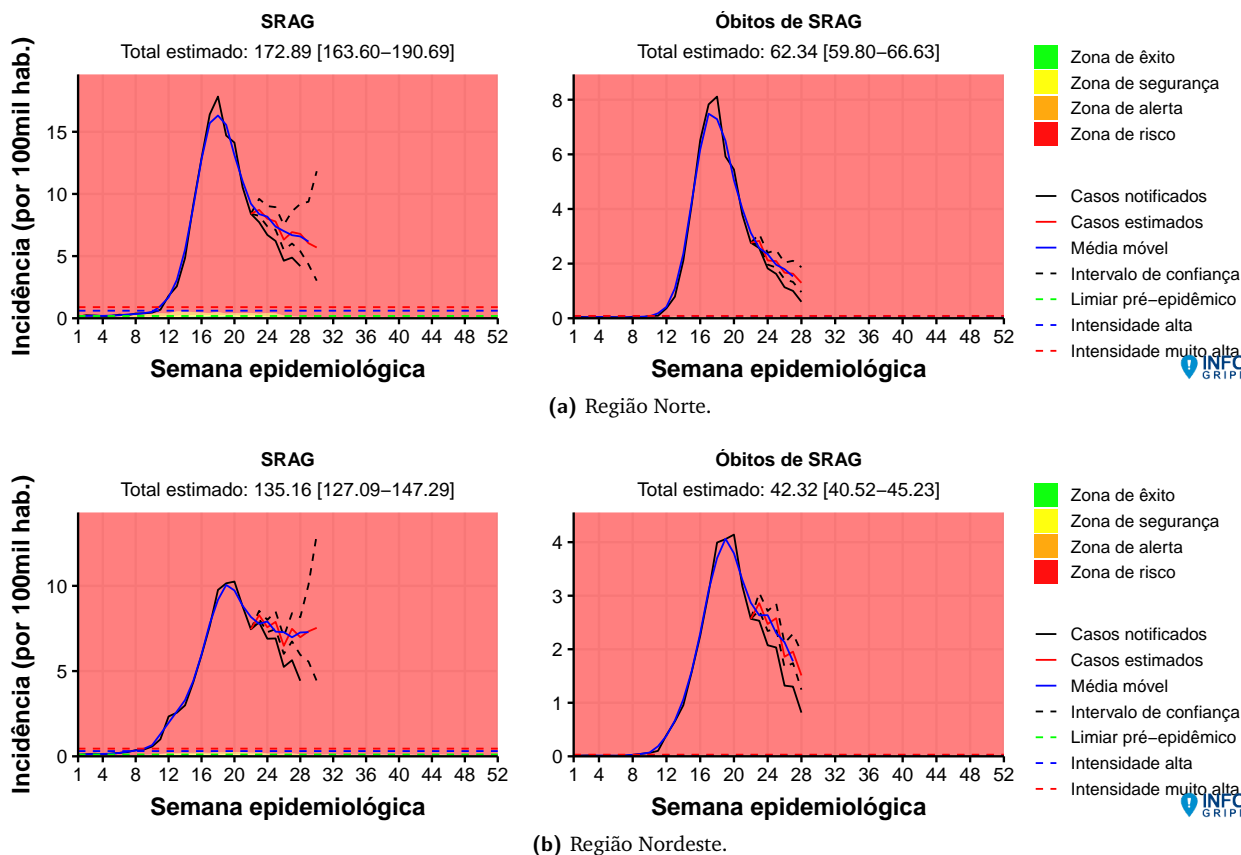 SRAG
Total estimado: 172.89 [163.60−190.69]
Incidência (por 100mil hab.)
15
10
5
0
1 4 8 12 16 20 24 28 32 36 40 44 48 52
Semana epidemiológica
Óbitos de SRAG
Total estimado: 62.34 [59.80−66.63]
8
6
4
2
0
1 4 8 12 16 20 24 28 32 36 40 44 48 52
Semana epidemiológica
Zona de êxito
Zona de segurança
Zona de alerta
Zona de risco
Casos notificados
Casos estimados
Média móvel
Intervalo de confiança
Limiar pré−epidêmico
Intensidade alta
Intensidade muito alta
INFO
GRIPE
(a) Região Norte.
SRAG
Total estimado: 135.16 [127.09−147.29]
Incidência (por 100mil hab.)
10
5
0
1 4 8 12 16 20 24 28 32 36 40 44 48 52
Semana epidemiológica
Óbitos de SRAG
Total estimado: 42.32 [40.52−45.23]
4
3
2
1
0
1 4 8 12 16 20 24 28 32 36 40 44 48 52
Semana epidemiológica
Zona de êxito
Zona de segurança
Zona de alerta
Zona de risco
Casos notificados
Casos estimados
Média móvel
Intervalo de confiança
Limiar pré−epidêmico
Intensidade alta
Intensidade muito alta
INFO
GRIPE
(b) Região Nordeste.